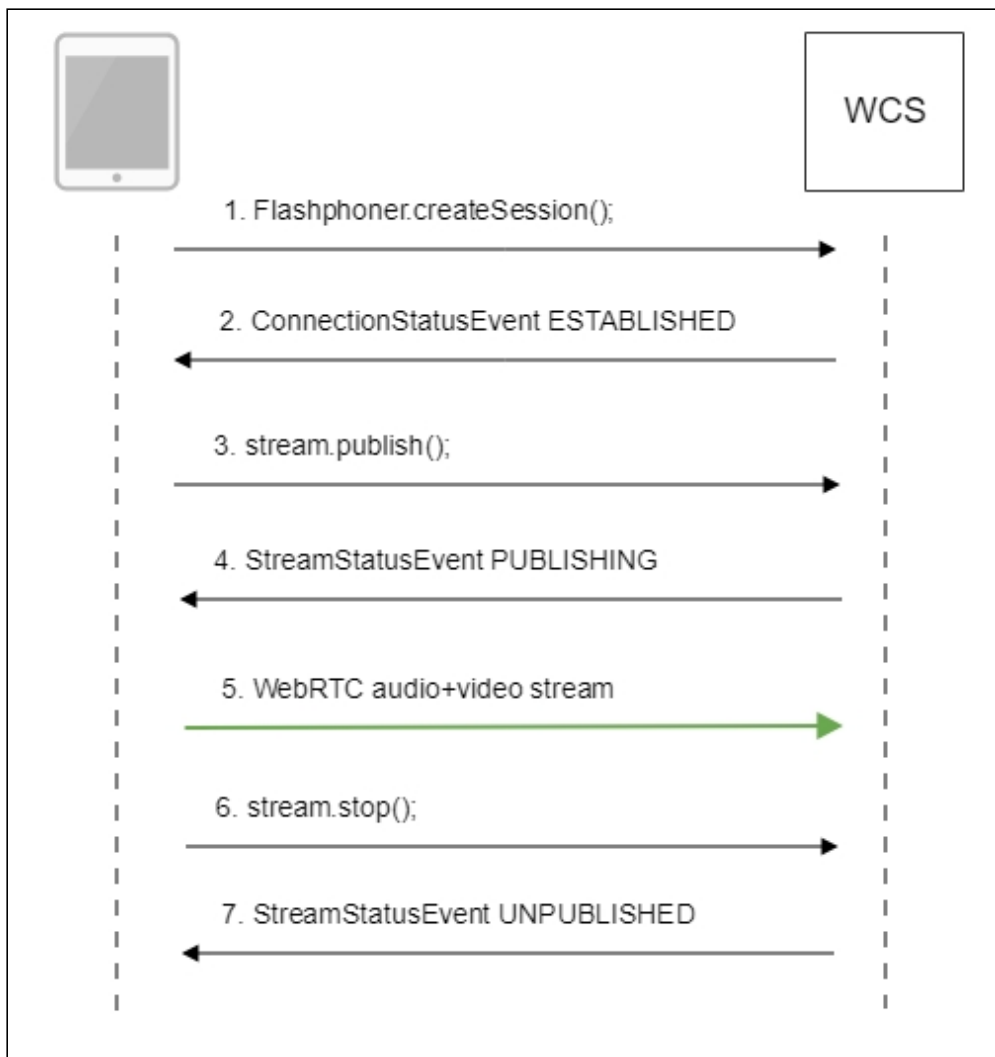 WCS
1. Flashphoner.createSession();
2. ConnectionStatusEvent ESTABLISHED
3. stream.publish();
4. StreamStatusEvent PUBLISHING
5. WebRTC audio+video stream
6. stream.stop();
7. StreamStatusEvent UNPUBLISHED